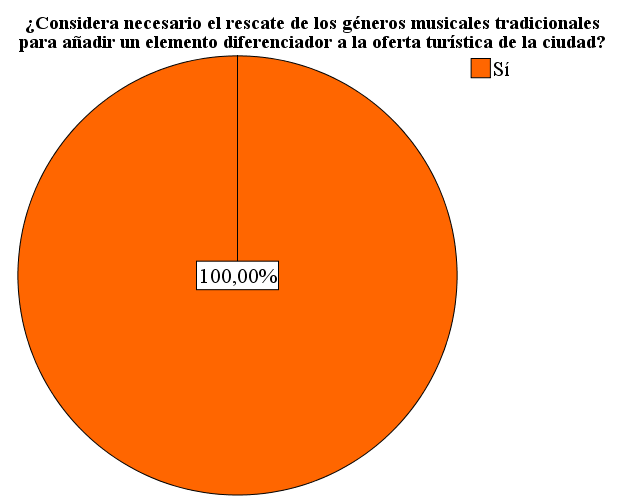 ¿Considera necesario el rescate de los géneros musicales tradicionales
para añadir un elemento diferenciador a la oferta turística de la ciudad?
Sí
100,00%